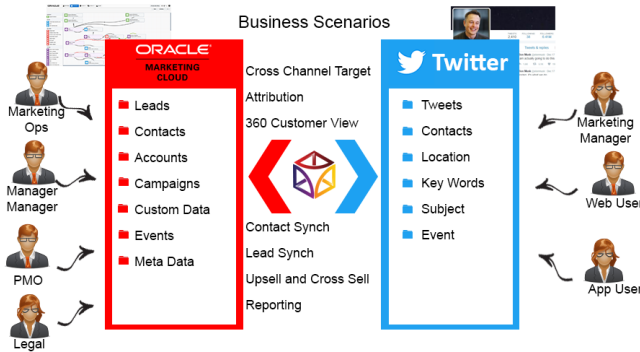 Business Scenarios
ORACLE®
MARKETING
CLOUD
Leads
Contacts
Accounts
Campaigns
Custom Data
Events
Meta Data
Marketing
Ops
Manager
Manager
PMO
Legal
Cross Channel Target
Attribution
360 Customer View
Contact Synch
Lead Synch
Upsell and Cross Sell
Reporting
Twitter
Tweets
Contacts
Location
Key Words
Subject
Event
Tweets & replies
Marketing
Manager
Web User
App User